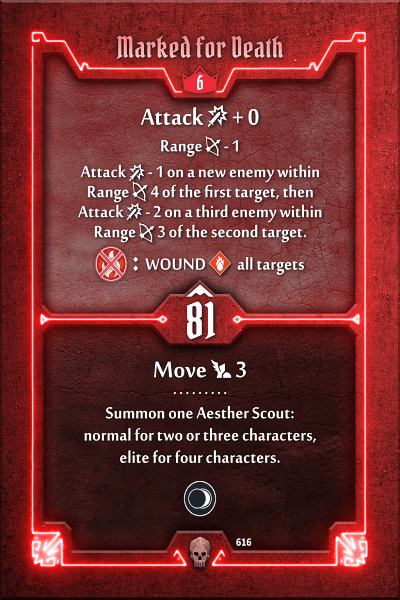 Marked for Death
6
Attack + 0
Range - 1
Attack - 1 on a new enemy within
Range 4 of the first target, then
Attack - 2 on a third enemy within
Range 3 of the second target.
: WOUND all targets
81
Move 3
Summon one Aesther Scout:
normal for two or three characters,
elite for four characters.
616